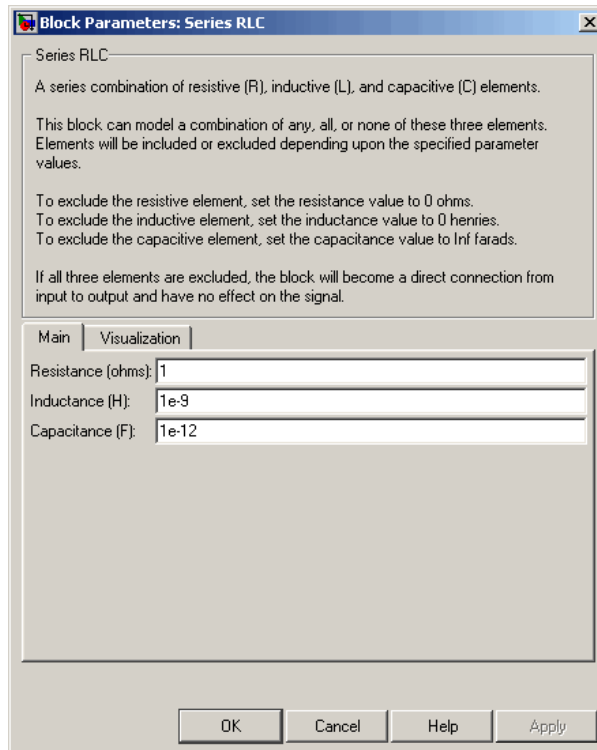 Block Parameters: Series RLC
Series RLC
A series combination of resistive (R), inductive (L), and capacitive (C) elements.
This block can model a combination of any, all, or none of these three elements.
Elements will be included or excluded depending upon the specified parameter
values.
To exclude the resistive element, set the resistance value to 0 ohms.
To exclude the inductive element, set the inductance value to 0 henries.
To exclude the capacitive element, set the capacitance value to Inf farads.
If all three elements are excluded, the block will become a direct connection from
input to output and have no effect on the signal.
Main Visualization
Resistance (ohms): 1
Inductance (H): 1e-9
Capacitance (F): 1e-12
OK Cancel Help Apply